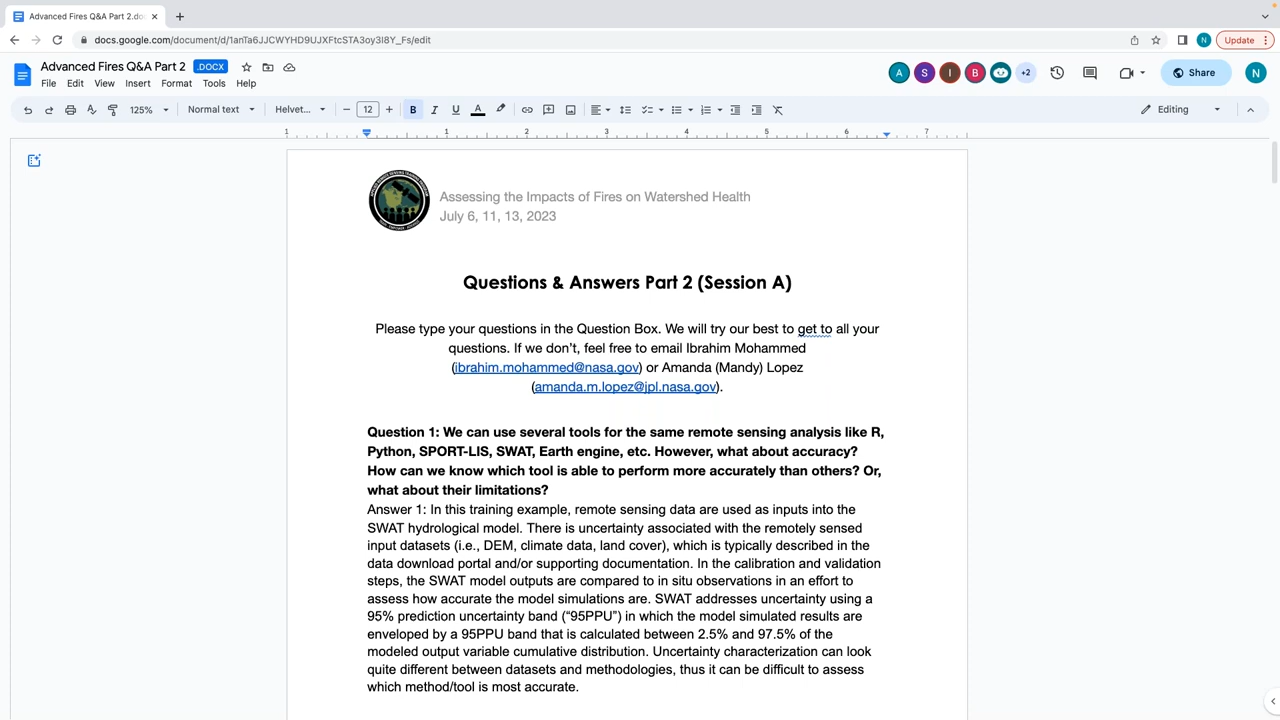 Advanced Fires Q&A Part 2.do
docs.google.com/document/d/1anTa6JJCWYHD9UJXFtcSTA3oy3I8Y_Fs/edit
N
Update
Advanced Fires Q&A Part 2 .DOCX
A S I B +2
Share
N
File Edit View Insert Format Tools Help
125% Normal text Helvet... 12 B I U A Editing
1 1 2 3 4 5 6 7
Assessing the Impacts of Fires on Watershed Health
July 6, 11, 13, 2023
Questions & Answers Part 2 (Session A)
Please type your questions in the Question Box. We will try our best to get to all your
questions. If we don’t, feel free to email Ibrahim Mohammed
(ibrahim.mohammed@nasa.gov) or Amanda (Mandy) Lopez
(amanda.m.lopez@jpl.nasa.gov).
Question 1: We can use several tools for the same remote sensing analysis like R,
Python, SPORT-LIS, SWAT, Earth engine, etc. However, what about accuracy?
How can we know which tool is able to perform more accurately than others? Or,
what about their limitations?
Answer 1: In this training example, remote sensing data are used as inputs into the
SWAT hydrological model. There is uncertainty associated with the remotely sensed
input datasets (i.e., DEM, climate data, land cover), which is typically described in the
data download portal and/or supporting documentation. In the calibration and validation
steps, the SWAT model outputs are compared to in situ observations in an effort to
assess how accurate the model simulations are. SWAT addresses uncertainty using a
95% prediction uncertainty band (“95PPU”) in which the model simulated results are
enveloped by a 95PPU band that is calculated between 2.5% and 97.5% of the
modeled output variable cumulative distribution. Uncertainty characterization can look
quite different between datasets and methodologies, thus it can be difficult to assess
which method/tool is most accurate.